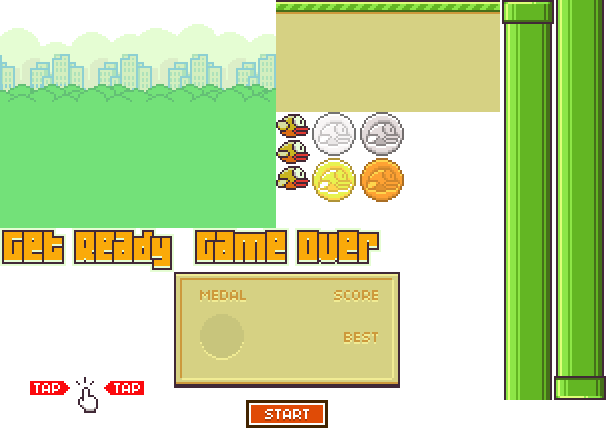 Get Ready
Game Over
MEDAL
SCORE
BEST
TAP
TAP
START